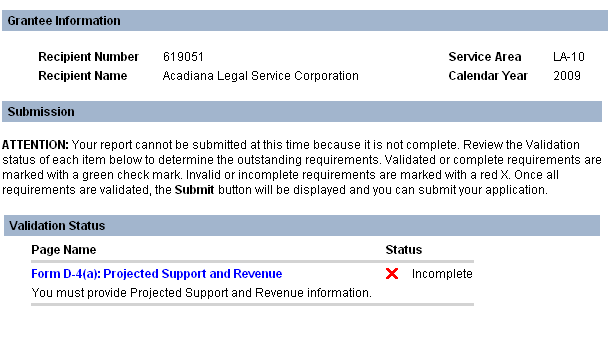 Grantee Information
Recipient Number 619051 Service Area LA-10
Recipient Name Acadiana Legal Service Corporation Calendar Year 2009
Submission
ATTENTION: Your report cannot be submitted at this time because it is not complete. Review the Validation
status of each item below to determine the outstanding requirements. Validated or complete requirements are
marked with a green check mark. Invalid or incomplete requirements are marked with a red X. Once all
requirements are validated, the Submit button will be displayed and you can submit your application.
Validation Status
Page Name Status
Form D-4(a): Projected Support and Revenue Incomplete
You must provide Projected Support and Revenue information.